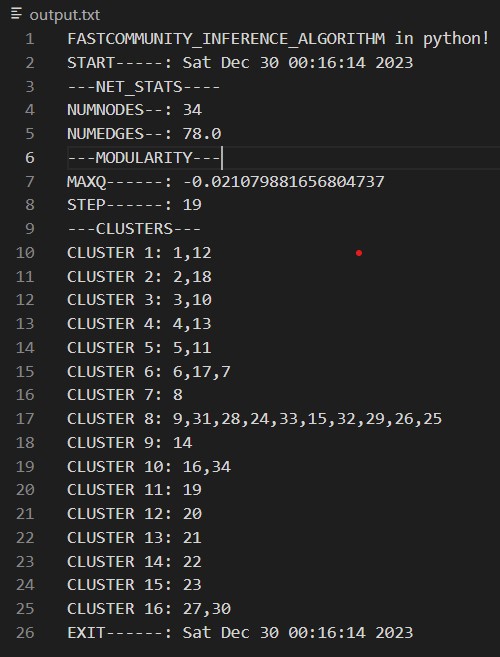 output.txt
1 FASTCOMMUNITY_INFERENCE_ALGORITHM in python!
2 START-----: Sat Dec 30 00:16:14 2023
3 ---NET_STATS----
4 NUMNODES--: 34
5 NUMEDGES--: 78.0
6 ---MODULARITY---
7 MAXQ------: -0.021079881656804737
8 STEP------: 19
9 ---CLUSTERS---
10 CLUSTER 1: 1,12
11 CLUSTER 2: 2,18
12 CLUSTER 3: 3,10
13 CLUSTER 4: 4,13
14 CLUSTER 5: 5,11
15 CLUSTER 6: 6,17,7
16 CLUSTER 7: 8
17 CLUSTER 8: 9,31,28,24,33,15,32,29,26,25
18 CLUSTER 9: 14
19 CLUSTER 10: 16,34
20 CLUSTER 11: 19
21 CLUSTER 12: 20
22 CLUSTER 13: 21
23 CLUSTER 14: 22
24 CLUSTER 15: 23
25 CLUSTER 16: 27,30
26 EXIT------: Sat Dec 30 00:16:14 2023